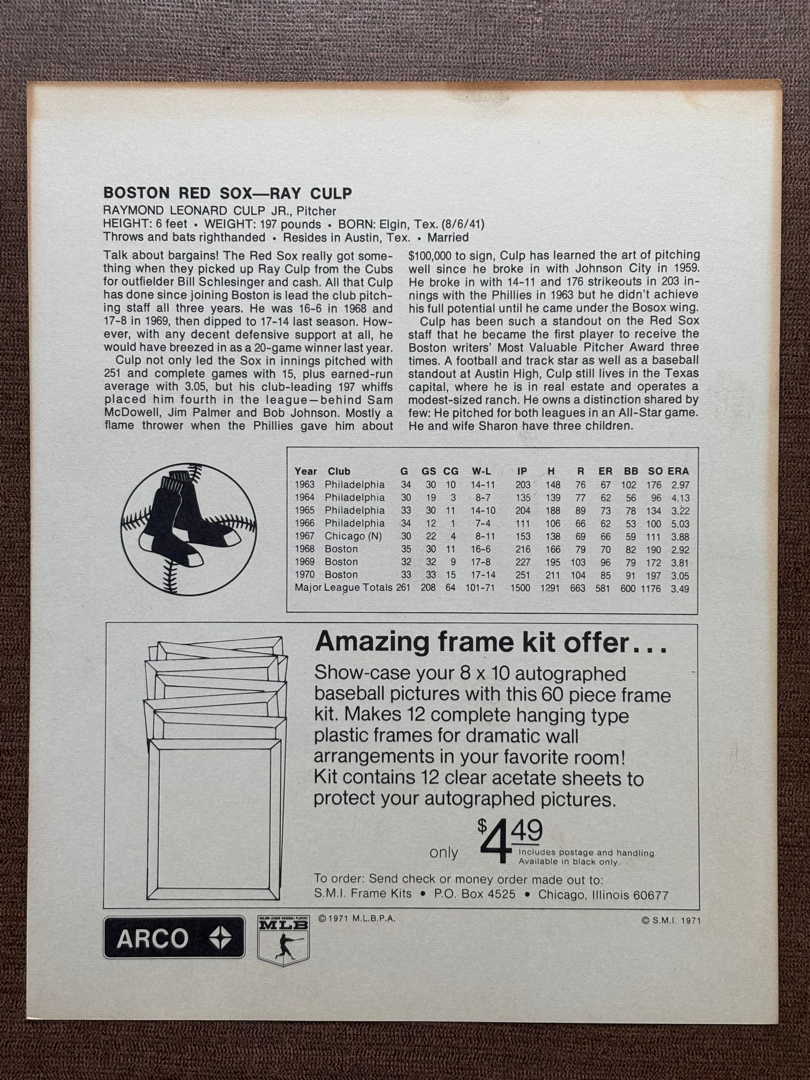 BOSTON RED SOX—RAY CULP
RAYMOND LEONARD CULP JR., Pitcher
HEIGHT: 6 feet • WEIGHT: 197 pounds • BORN: Elgin, Tex. (8/6/41)
Throws and bats righthanded • Resides in Austin, Tex. • Married
Talk about bargains! The Red Sox really got some-
thing when they picked up Ray Culp from the Cubs
for outfielder Bill Schlesinger and cash. All that Culp
has done since joining Boston is lead the club pitch-
ing staff all three years. He was 16-6 in 1968 and
17-8 in 1969, then dipped to 17-14 last season. How-
ever, with any decent defensive support at all, he
would have breezed in as a 20-game winner last year.
Culp not only led the Sox in innings pitched with
251 and complete games with 15, plus earned-run
average with 3.05, but his club-leading 197 whiffs
placed him fourth in the league—behind Sam
McDowell, Jim Palmer and Bob Johnson. Mostly a
flame thrower when the Phillies gave him about
$100,000 to sign, Culp has learned the art of pitching
well since he broke in with Johnson City in 1959.
He broke in with 14-11 and 176 strikeouts in 203 in-
nings with the Phillies in 1963 but he didn't achieve
his full potential until he came under the Bosox wing.
Culp has been such a standout on the Red Sox
staff that he became the first player to receive the
Boston writers' Most Valuable Pitcher Award three
times. A football and track star as well as a baseball
standout at Austin High, Culp still lives in the Texas
capital, where he is in real estate and operates a
modest-sized ranch. He owns a distinction shared by
few: He pitched for both leagues in an All-Star game.
He and wife Sharon have three children.
Year Club G GS CG W-L IP H R ER BB SO ERA
1963 Philadelphia 34 30 10 14-11 203 148 76 67 102 176 2.97
1964 Philadelphia 30 19 3 8-7 135 139 77 62 56 96 4.13
1965 Philadelphia 33 30 11 14-10 204 188 89 73 78 134 3.22
1966 Philadelphia 34 12 1 7-4 111 106 66 62 53 100 5.03
1967 Chicago (N) 30 22 4 8-11 153 138 69 66 59 111 3.88
1968 Boston 35 30 11 16-6 216 166 79 70 82 190 2.92
1969 Boston 32 32 9 17-8 227 195 103 96 79 172 3.81
1970 Boston 33 33 15 17-14 251 211 104 85 91 197 3.05
Major League Totals 261 208 64 101-71 1500 1291 663 581 600 1176 3.49
Amazing frame kit offer...
Show-case your 8 x 10 autographed
baseball pictures with this 60 piece frame
kit. Makes 12 complete hanging type
plastic frames for dramatic wall
arrangements in your favorite room!
Kit contains 12 clear acetate sheets to
protect your autographed pictures.
only $4.49
Includes postage and handling.
Available in black only.
To order: Send check or money order made out to:
S.M.I. Frame Kits • P.O. Box 4525 • Chicago, Illinois 60677
ARCO
MAJOR LEAGUE BASEBALL PLAYERS
MLB
© 1971 M.L.B.P.A.
© S.M.I. 1971